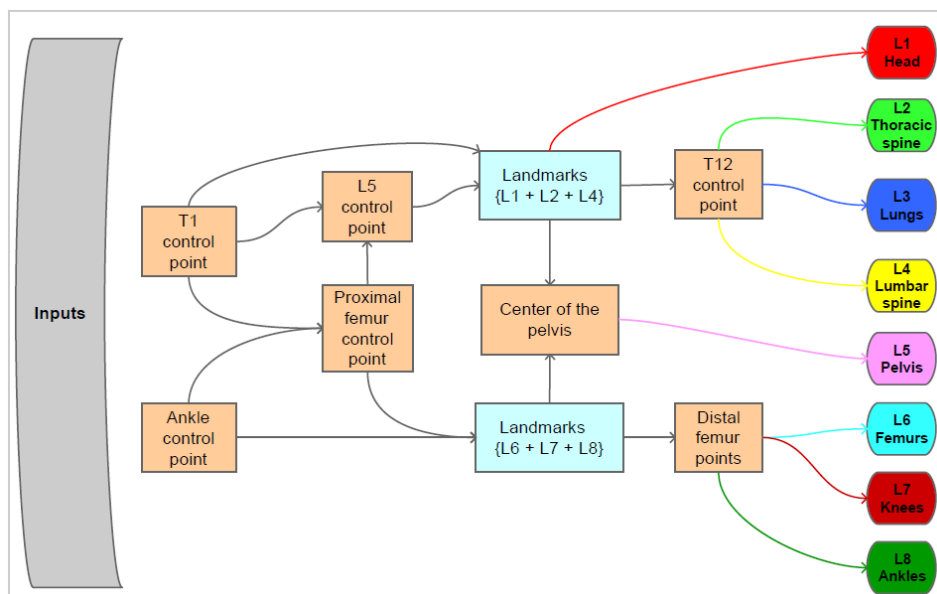 Inputs
T1
control
point
Ankle
control
point
L5
control
point
Proximal
femur
control
point
Landmarks
{L1 + L2 + L4}
Center of the
pelvis
Landmarks
{L6 + L7 + L8}
T12
control
point
Distal
femur
points
L1
Head
L2
Thoracic
spine
L3
Lungs
L4
Lumbar
spine
L5
Pelvis
L6
Femurs
L7
Knees
L8
Ankles